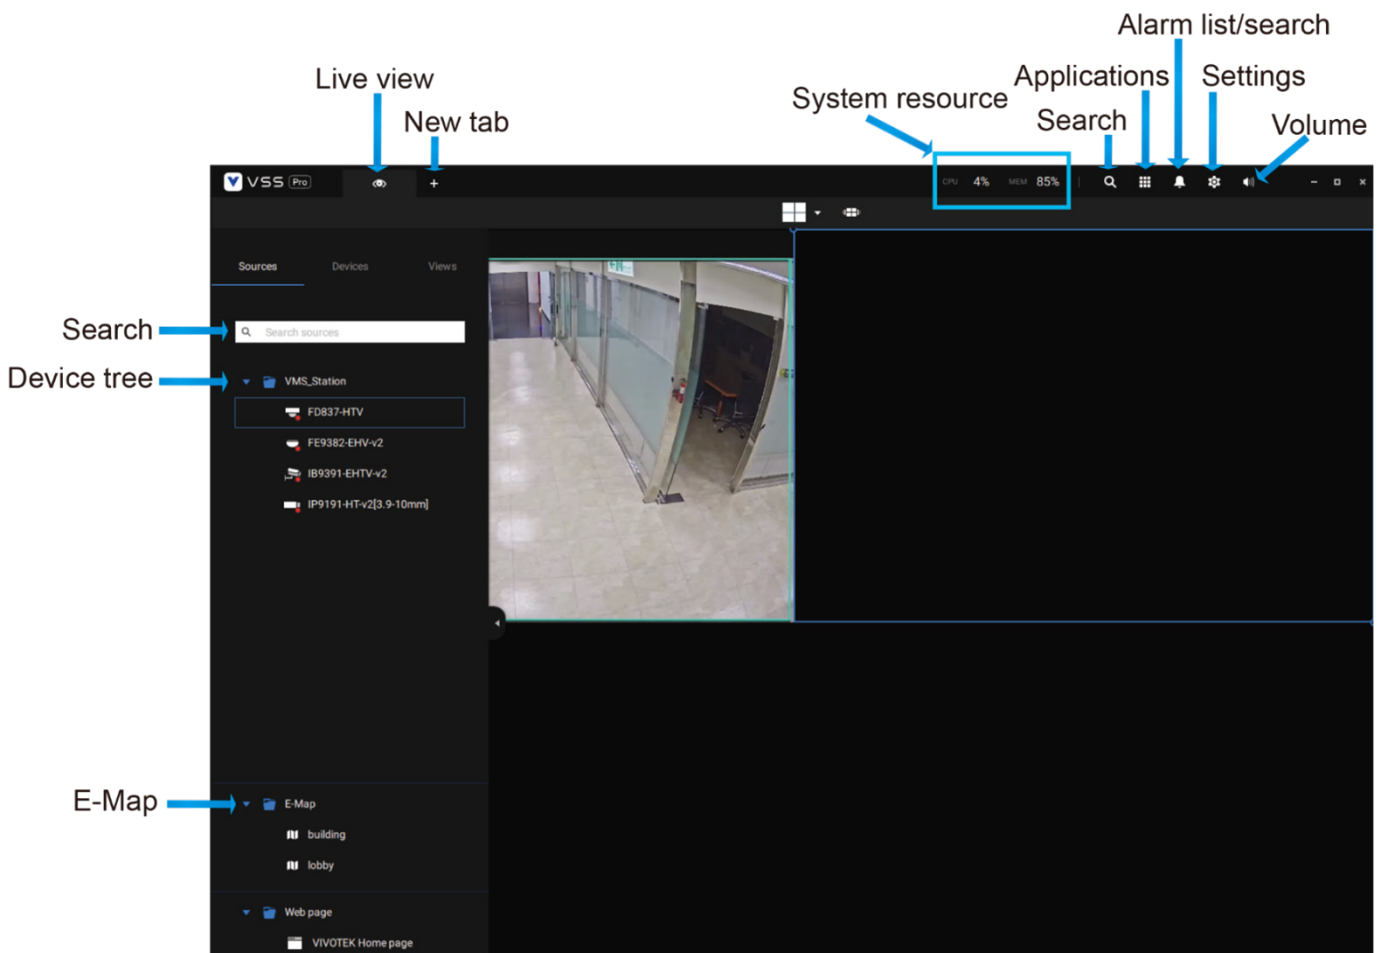 Alarm list/search
Live view
Applications
Settings
System resource
New tab
Search
Volume
VSS Pro
+
CPU 4% MEM 85%
Sources
Devices
Views
Search
Search sources
Device tree
VMS_Station
FD837-HTV
FE9382-EHV-v2
IB9391-EHTV-v2
IP9191-HT-v2[3.9-10mm]
E-Map
E-Map
building
lobby
Web page
VIVOTEK Home page